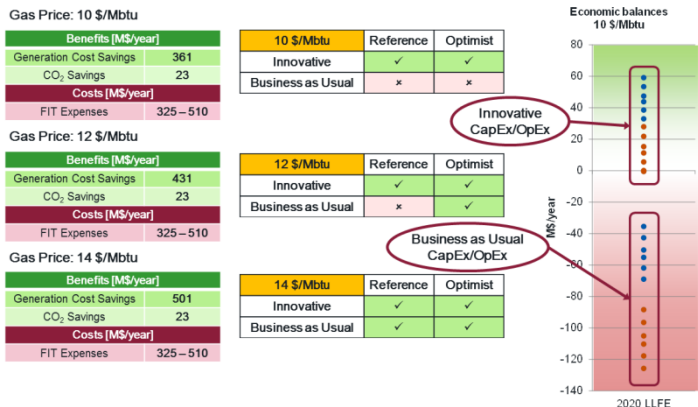 Gas Price: 10 $/Mbtu
Benefits [M$/year]
Generation Cost Savings 361
CO₂ Savings 23
Costs [M$/year]
FIT Expenses 325–510
10 $/Mbtu Reference Optimist
Innovative ✓ ✓
Business as Usual × ×
Gas Price: 12 $/Mbtu
Benefits [M$/year]
Generation Cost Savings 431
CO₂ Savings 23
Costs [M$/year]
FIT Expenses 325–510
12 $/Mbtu Reference Optimist
Innovative ✓ ✓
Business as Usual × ✓
Gas Price: 14 $/Mbtu
Benefits [M$/year]
Generation Cost Savings 501
CO₂ Savings 23
Costs [M$/year]
FIT Expenses 325–510
14 $/Mbtu Reference Optimist
Innovative ✓ ✓
Business as Usual ✓ ✓
Economic balances
10 $/Mbtu
80
60
40
20
0
-20
-40
-60
-80
-100
-120
-140
M$/year
Innovative
CapEx/OpEx
Business as Usual
CapEx/OpEx
2020 LLFE